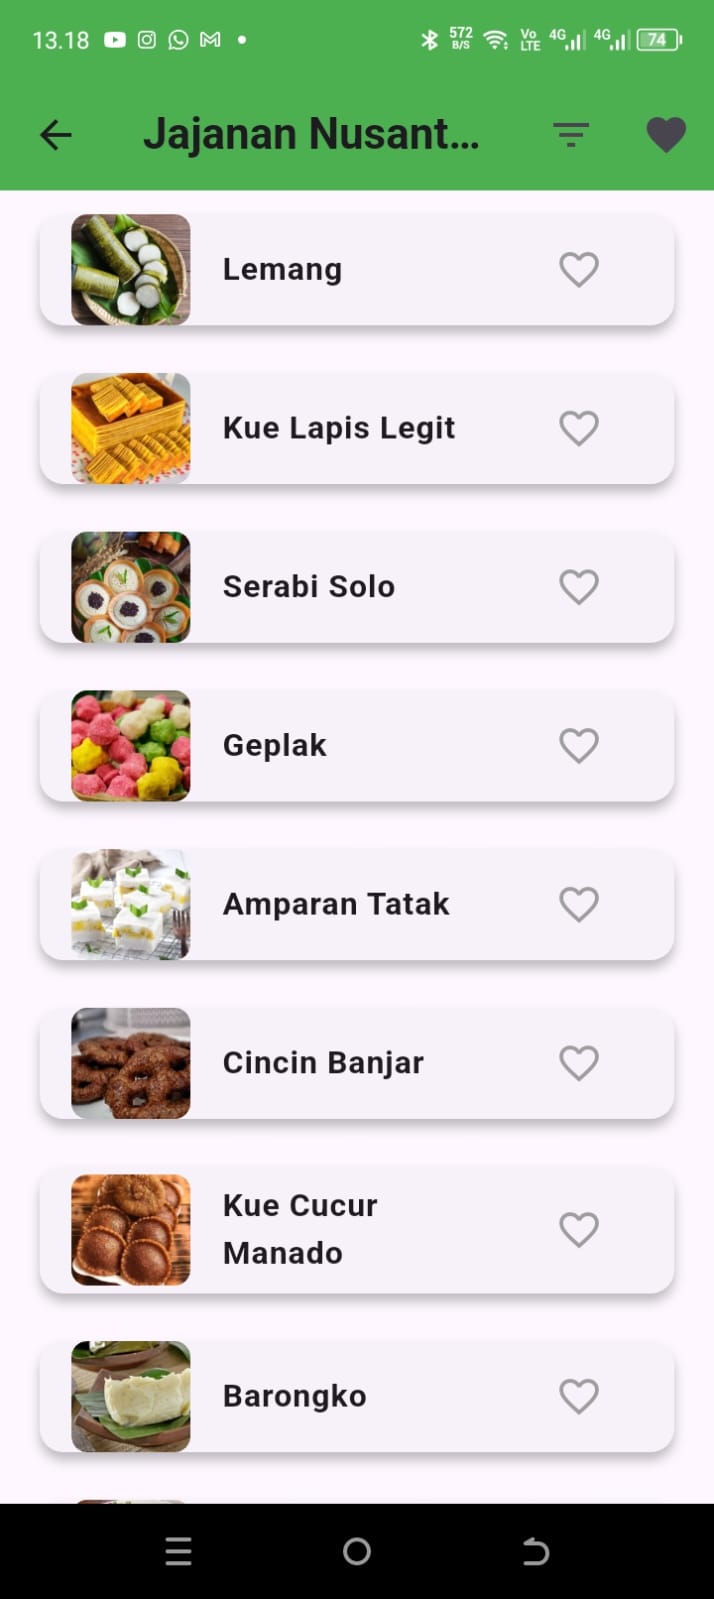 13.18 572 B/S Vo LTE 4G 4G 74
Jajanan Nusant...
Lemang
Kue Lapis Legit
Serabi Solo
Geplak
Amparan Tatak
Cincin Banjar
Kue Cucur
Manado
Barongko